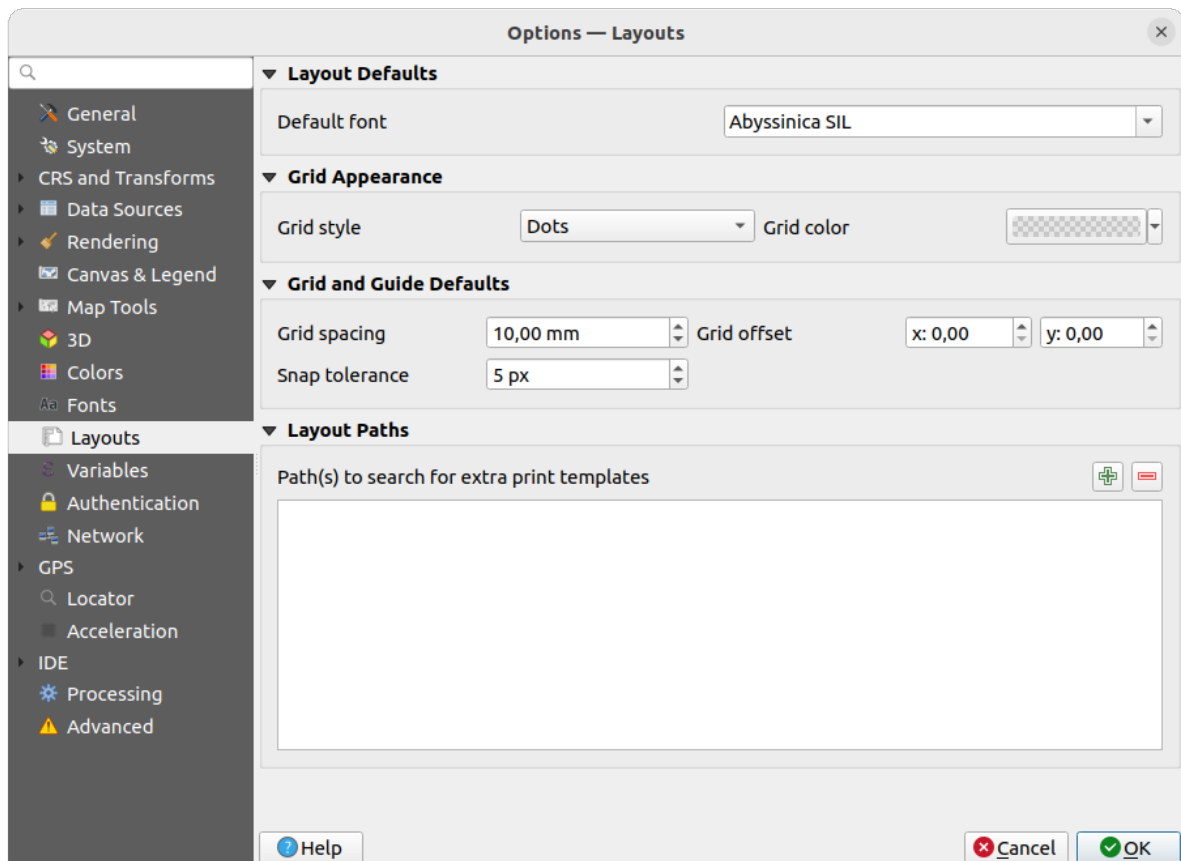 Options — Layouts
General
System
CRS and Transforms
Data Sources
Rendering
Canvas & Legend
Map Tools
3D
Colors
Aa Fonts
Layouts
ε Variables
Authentication
Network
GPS
Locator
Acceleration
IDE
Processing
Advanced
Layout Defaults
Default font Abyssinica SIL
Grid Appearance
Grid style Dots Grid color
Grid and Guide Defaults
Grid spacing 10,00 mm Grid offset x: 0,00 y: 0,00
Snap tolerance 5 px
Layout Paths
Path(s) to search for extra print templates
Help Cancel OK